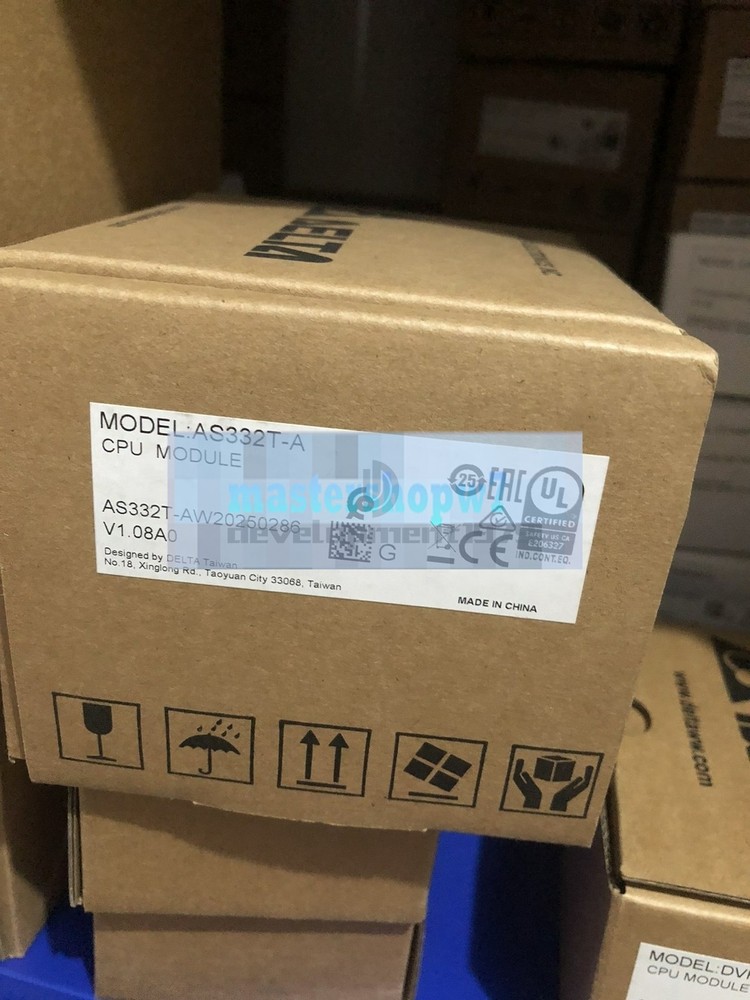 DELTA
MODEL:AS332T-A
CPU MODULE
AS332T-AW20250286
V1.08A0
Designed by DELTA Taiwan
No.18, Xinglong Rd., Taoyuan City 33068, Taiwan
MADE IN CHINA
G
25
EAC
UL
CERTIFIED
SAFETY US CA
E206327
IND.CONT.EQ.
CE
mastershopwl
www.deltaww.com
MODEL:DV
CPU MODULE